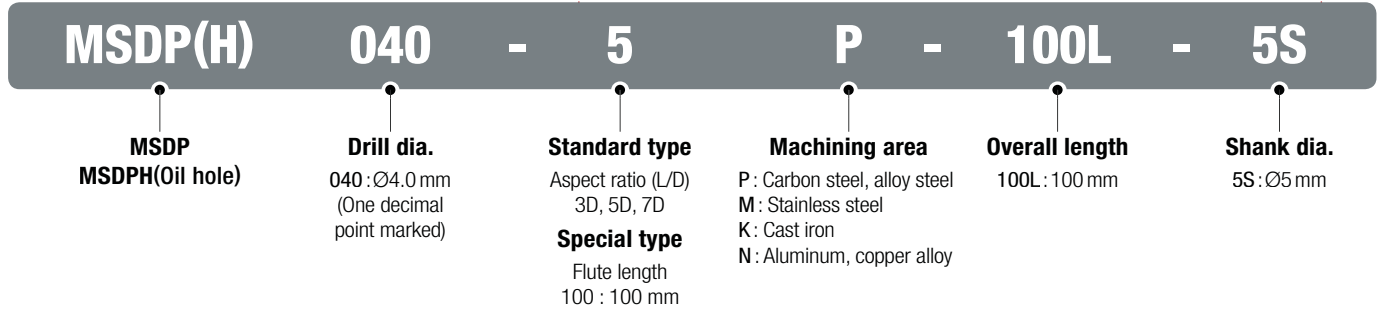 MSDP(H) 040 - 5 P - 100L - 5S
MSDP
MSDPH(Oil hole)
Drill dia.
040 : Ø4.0 mm
(One decimal
point marked)
Standard type
Aspect ratio (L/D)
3D, 5D, 7D
Special type
Flute length
100 : 100 mm
Machining area
P : Carbon steel, alloy steel
M : Stainless steel
K : Cast iron
N : Aluminum, copper alloy
Overall length
100L : 100 mm
Shank dia.
5S : Ø5 mm